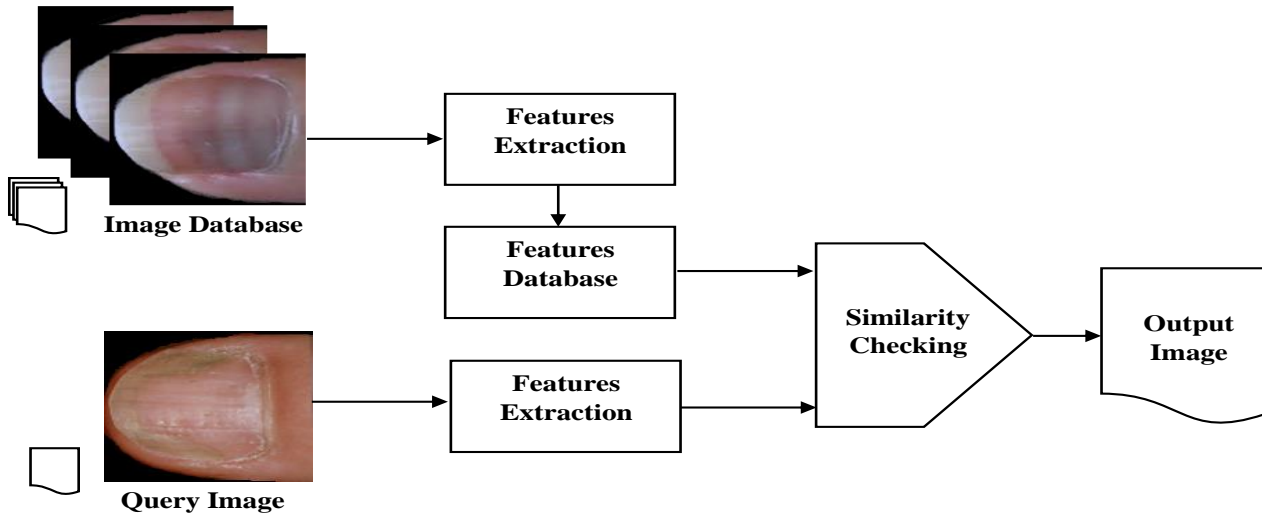 Features
Extraction
Image Database
Features
Database
Similarity
Checking
Output
Image
Features
Extraction
Query Image